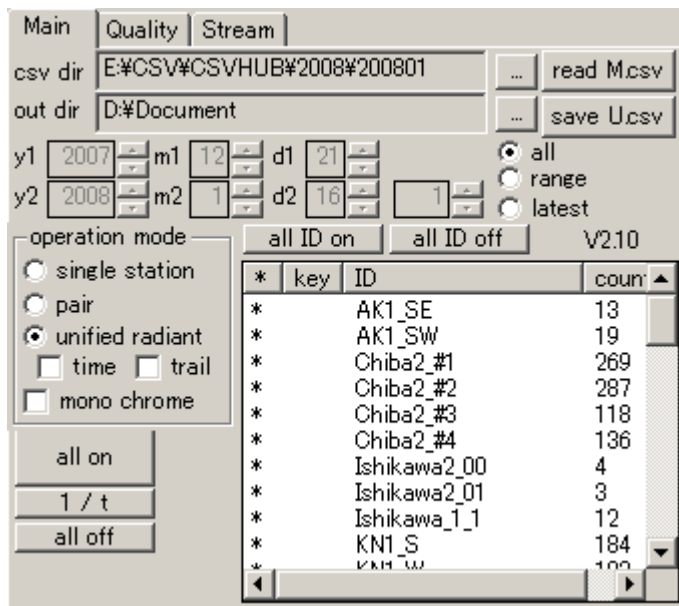 Main Quality Stream
csv dir E:¥CSV¥CSVHUB¥2008¥200801 ... read M.csv
out dir D:¥Document ... save U.csv
y1 2007 m1 12 d1 21 all
range
y2 2008 m2 1 d2 16 1 latest
operation mode all ID on all ID off V2.10
single station
pair
unified radiant
time trail
mono chrome
all on
1 / t
all off
* key ID coun
* AK1_SE 13
* AK1_SW 19
* Chiba2_#1 269
* Chiba2_#2 287
* Chiba2_#3 118
* Chiba2_#4 136
* Ishikawa2_00 4
* Ishikawa2_01 3
* Ishikawa_1_1 12
* KN1_S 184
* KN1_W